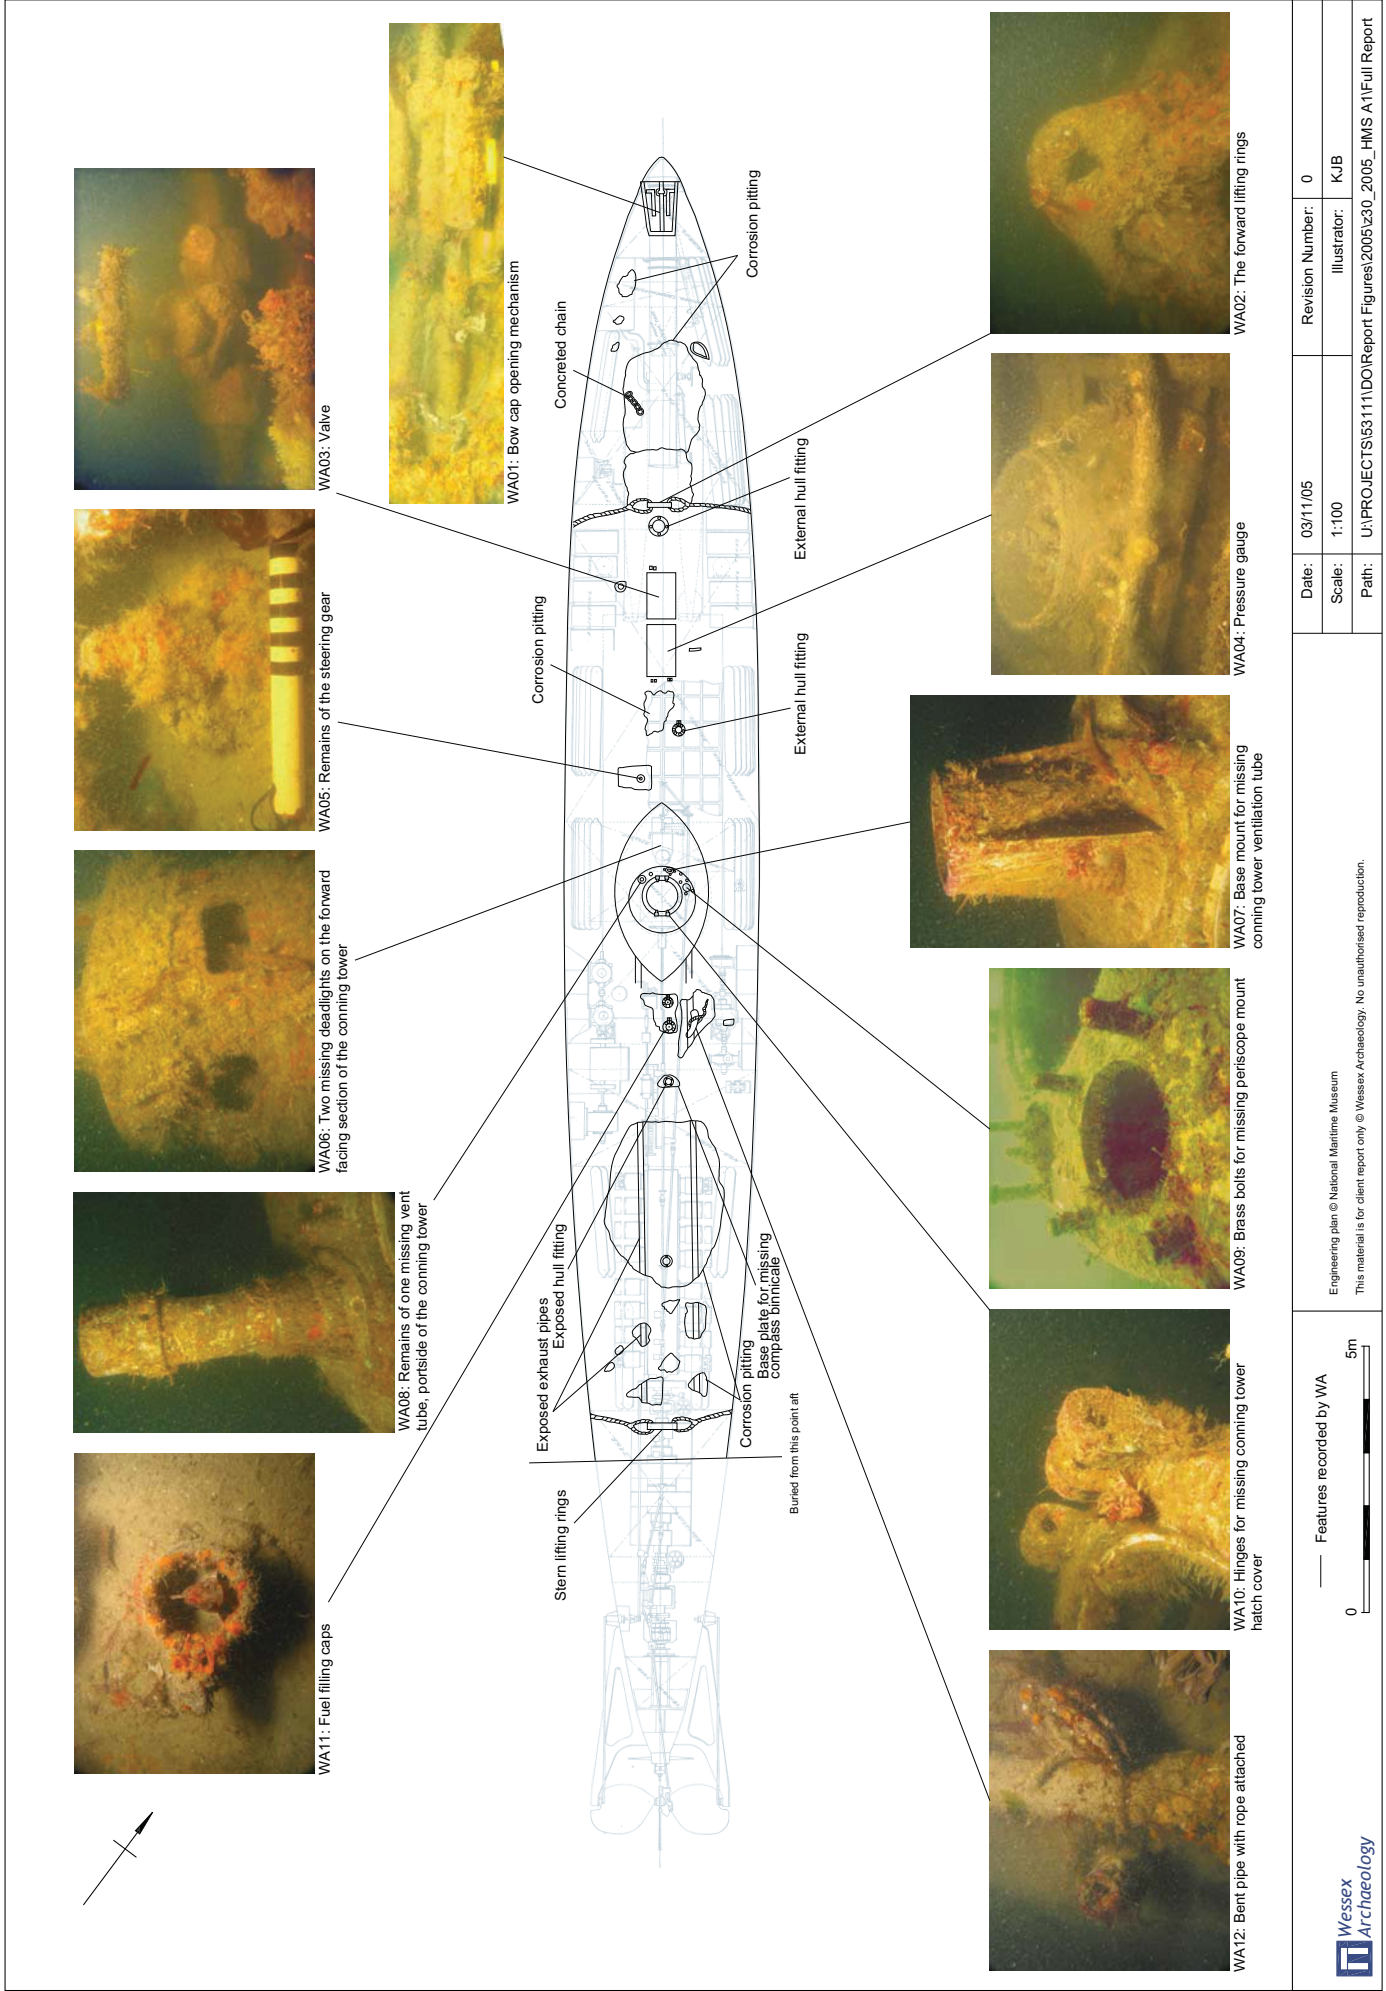 WA11: Fuel filling caps
WA08: Remains of one missing vent
tube, portside of the conning tower
WA06: Two missing deadlights on the forward
facing section of the conning tower
WA05: Remains of the steering gear
WA03: Valve
WA01: Bow cap opening mechanism
Stern lifting rings
Exposed exhaust pipes
Exposed hull fitting
Corrosion pitting
Concreted chain
Corrosion pitting
Buried from this point aft
Corrosion pitting
Base plate for missing
compass binnicale
External hull fitting
External hull fitting
WA12: Bent pipe with rope attached
WA10: Hinges for missing conning tower
hatch cover
WA09: Brass bolts for missing periscope mount
WA07: Base mount for missing
conning tower ventilation tube
WA04: Pressure gauge
WA02: The forward lifting rings
Wessex
Archaeology
Features recorded by WA
0
5m
Engineering plan © National Maritime Museum
This material is for client report only © Wessex Archaeology. No unauthorised reproduction.
Date: 03/11/05 Revision Number: 0
Scale: 1:100 Illustrator: KJB
Path: U:\PROJECTS\53111\DO\Report Figures\2005\z30_2005_HMS A1\Full Report